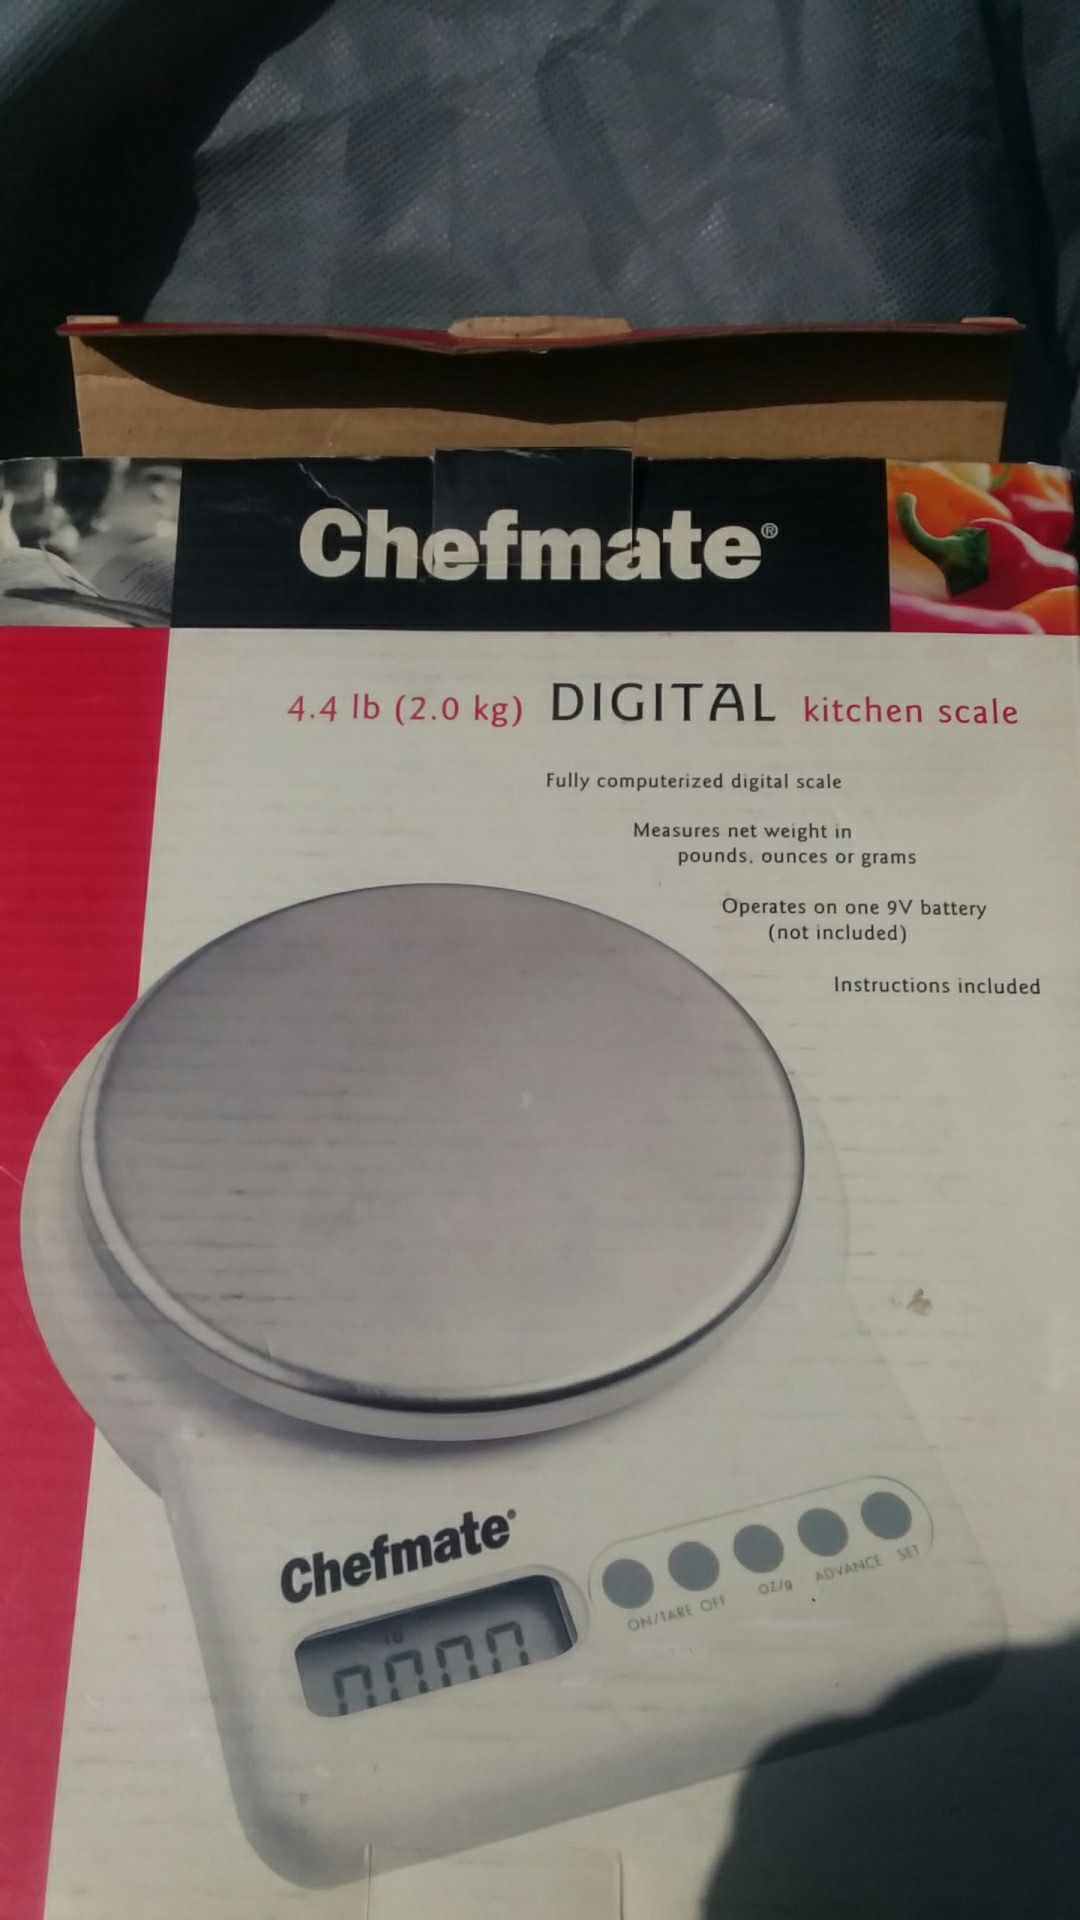 Chefmate®
4.4 lb (2.0 kg) DIGITAL kitchen scale
Fully computerized digital scale
Measures net weight in
pounds, ounces or grams
Operates on one 9V battery
(not included)
Instructions included
Chefmate®
ON/TARE OFF OZ/g ADVANCE SET